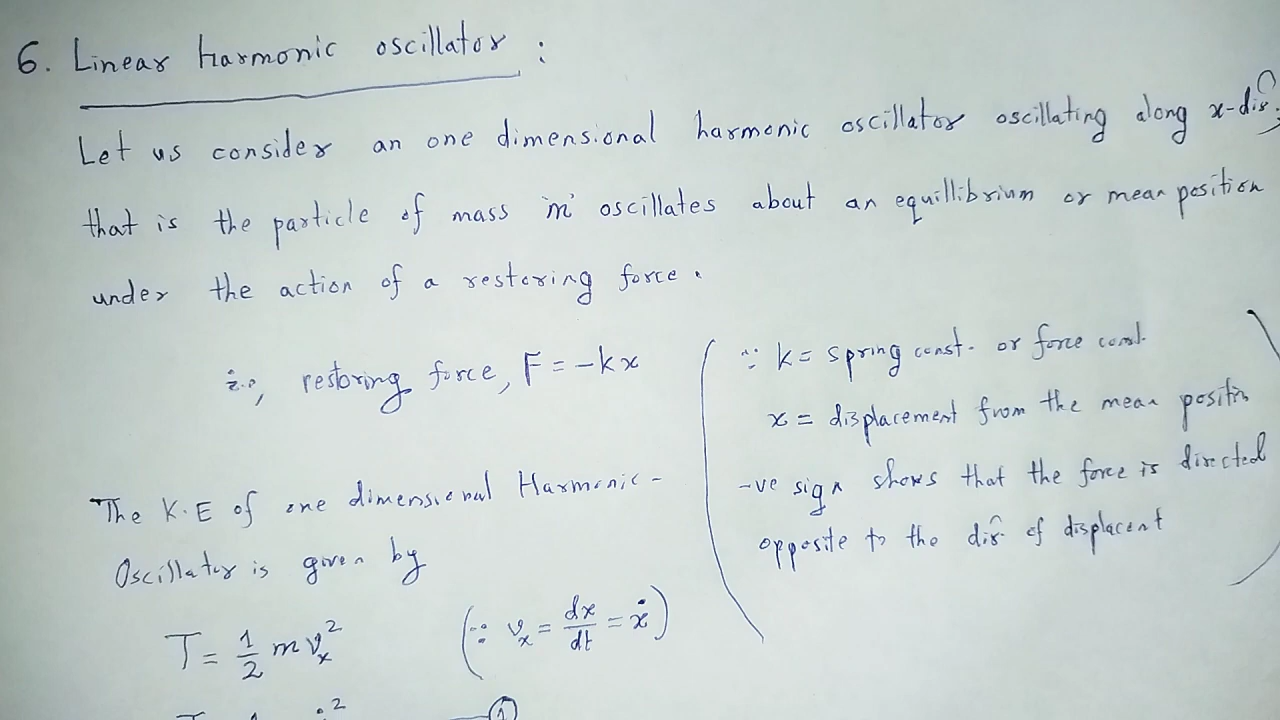 6. Linear harmonic oscillator :
Let us consider an one dimensional harmonic oscillator oscillating along x-dir,
that is the particle of mass 'm' oscillates about an equillibrium or mean position
under the action of a restoring force.
i.e., restoring force, F = -kx
(∵ k = spring const. or force const.
x = displacement from the mean position
-ve sign shows that the force is directed
opposite to the dirⁿ of displacent)
The K.E of one dimensional Harmonic -
Oscillator is given by
T = 1/2 m v_x^2 (∵ v_x = dx/dt = ẋ)
①